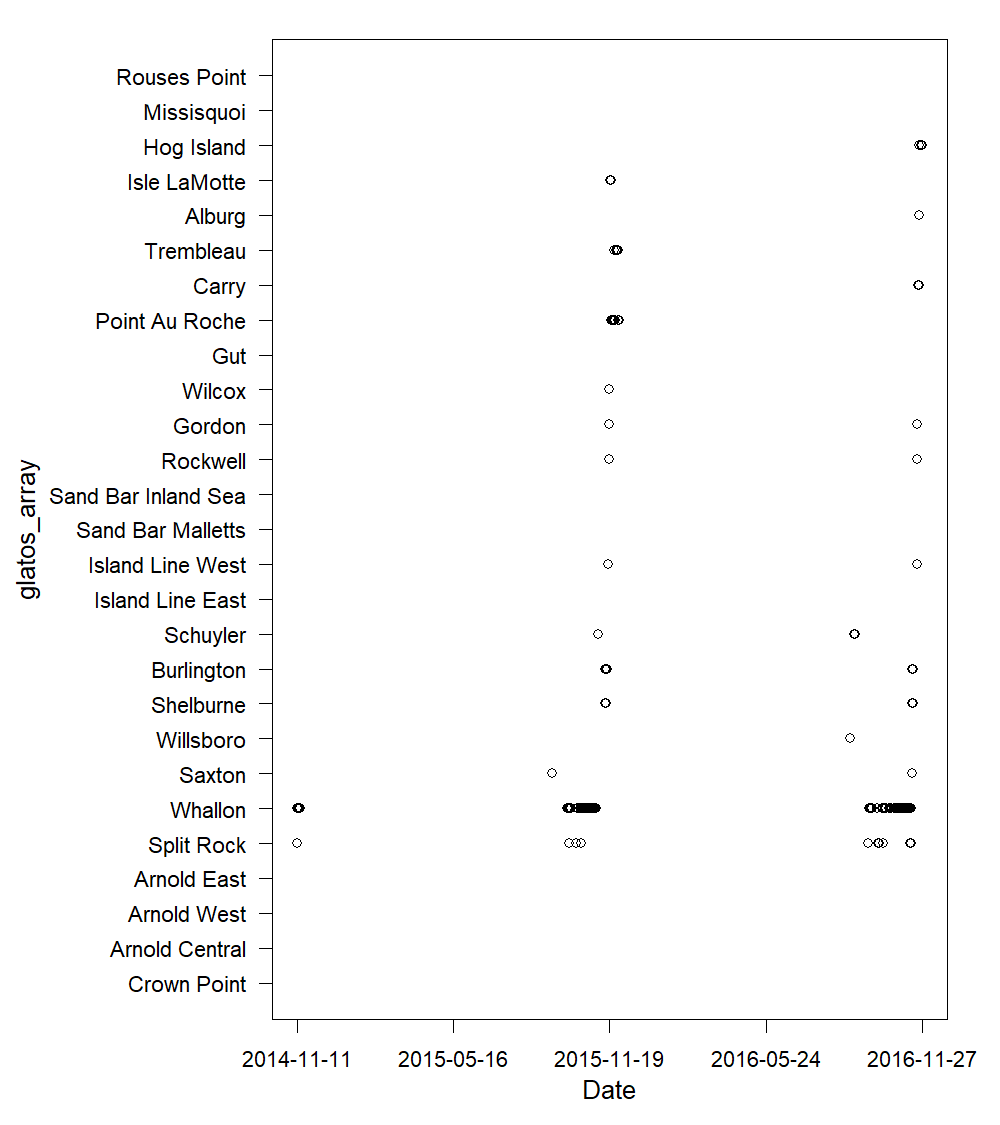 Rouses Point
Missisquoi
Hog Island
Isle LaMotte
Alburg
Trembleau
Carry
Point Au Roche
Gut
Wilcox
Gordon
Rockwell
Sand Bar Inland Sea
Sand Bar Malletts
Island Line West
Island Line East
Schuyler
Burlington
Shelburne
Willsboro
Saxton
Whallon
Split Rock
Arnold East
Arnold West
Arnold Central
Crown Point
glatos_array
2014-11-11 2015-05-16 2015-11-19 2016-05-24 2016-11-27
Date